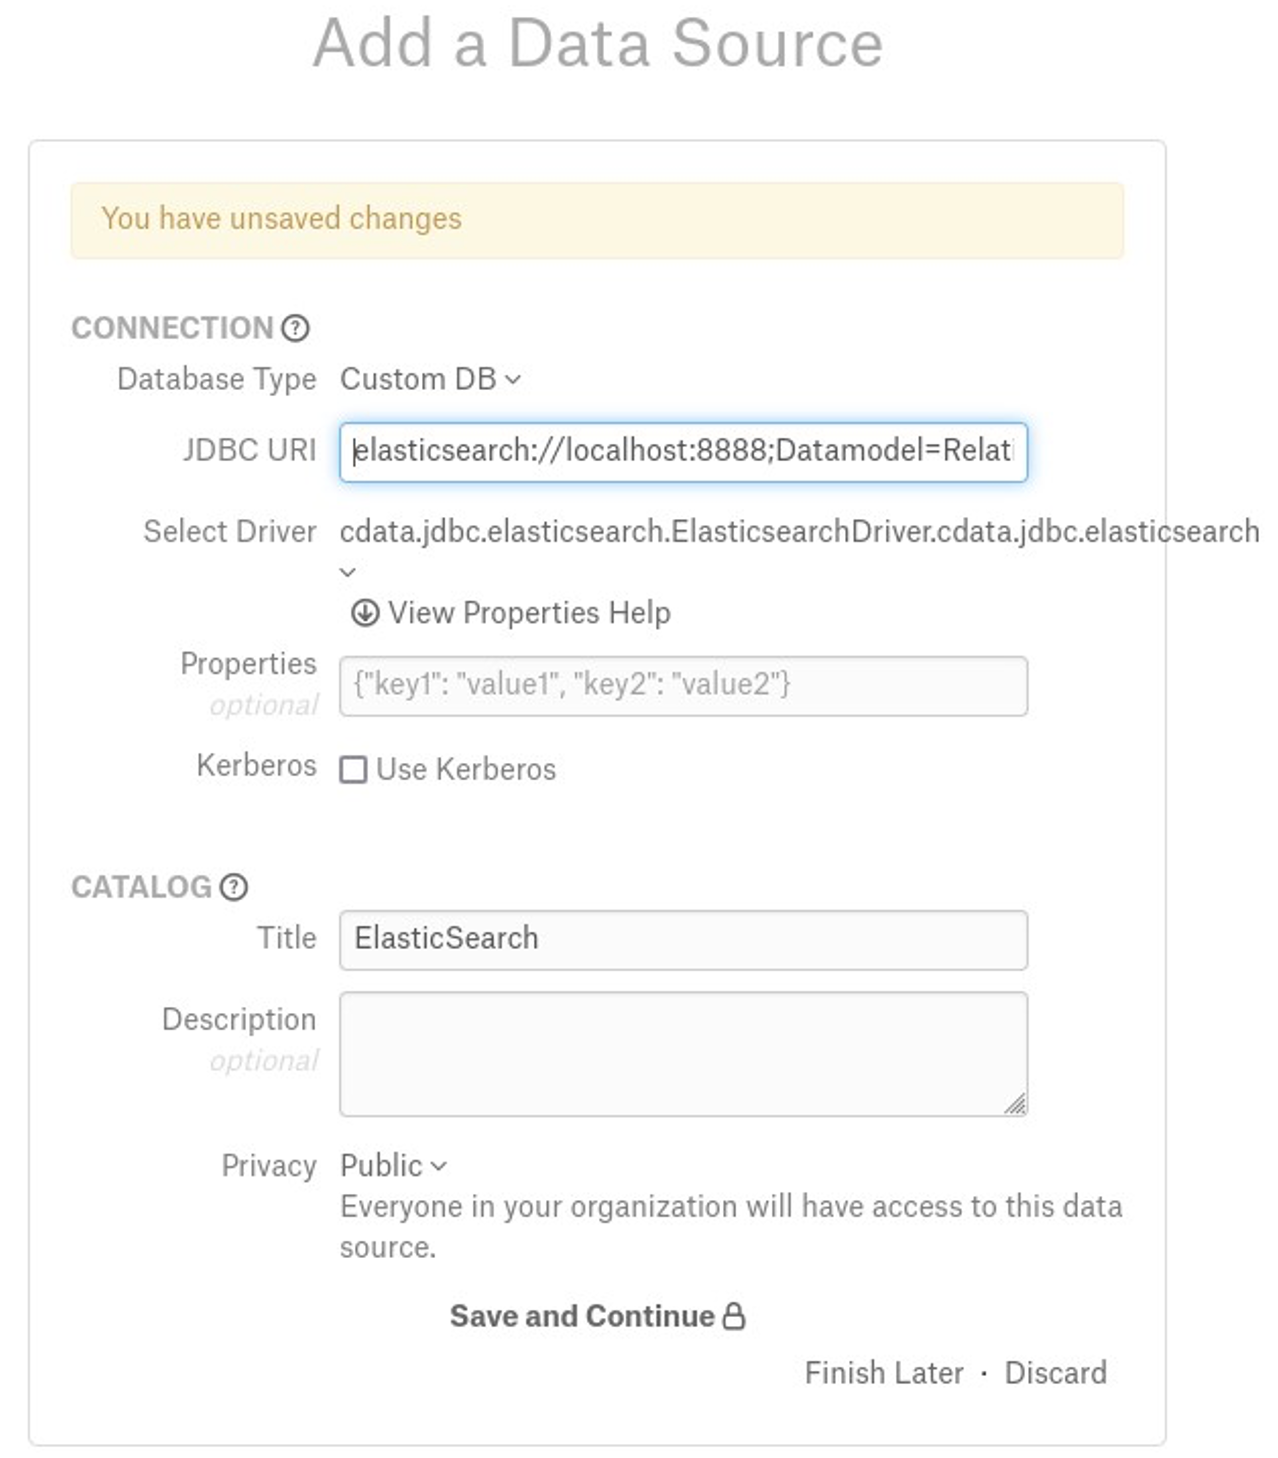 Add a Data Source
You have unsaved changes
CONNECTION ?
Database Type Custom DB
JDBC URI elasticsearch://localhost:8888;Datamodel=Relati
Select Driver cdata.jdbc.elasticsearch.ElasticsearchDriver.cdata.jdbc.elasticsearch
View Properties Help
Properties {"key1": "value1", "key2": "value2"}
optional
Kerberos Use Kerberos
CATALOG ?
Title ElasticSearch
Description
optional
Privacy Public
Everyone in your organization will have access to this data
source.
Save and Continue
Finish Later · Discard